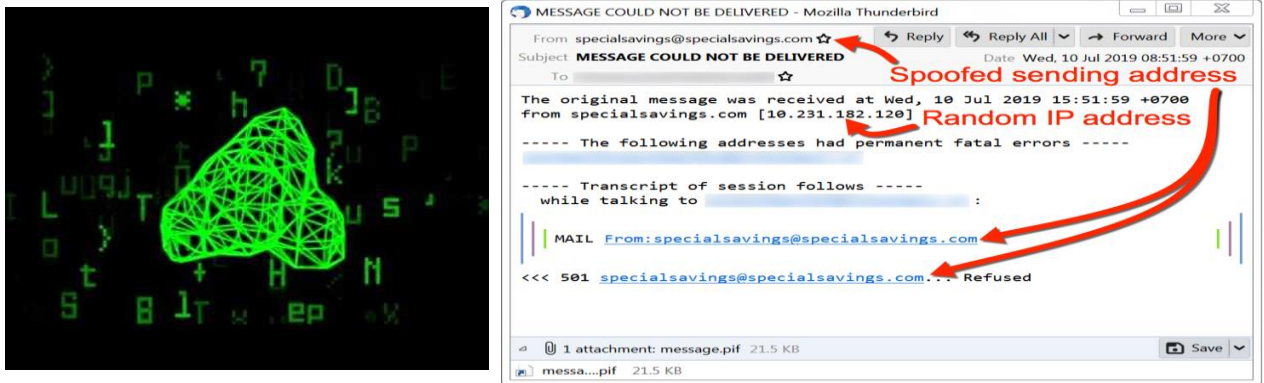 MESSAGE COULD NOT BE DELIVERED - Mozilla Thunderbird
From specialsavings@specialsavings.com Reply Reply All Forward More
Subject MESSAGE COULD NOT BE DELIVERED Date Wed, 10 Jul 2019 08:51:59 +0700
To
Spoofed sending address
The original message was received at Wed, 10 Jul 2019 15:51:59 +0700
from specialsavings.com [10.231.182.120]
Random IP address
----- The following addresses had permanent fatal errors -----
----- Transcript of session follows -----
while talking to :
MAIL From:specialsavings@specialsavings.com
<<< 501 specialsavings@specialsavings.com... Refused
1 attachment: message.pif 21.5 KB Save
messa....pif 21.5 KB